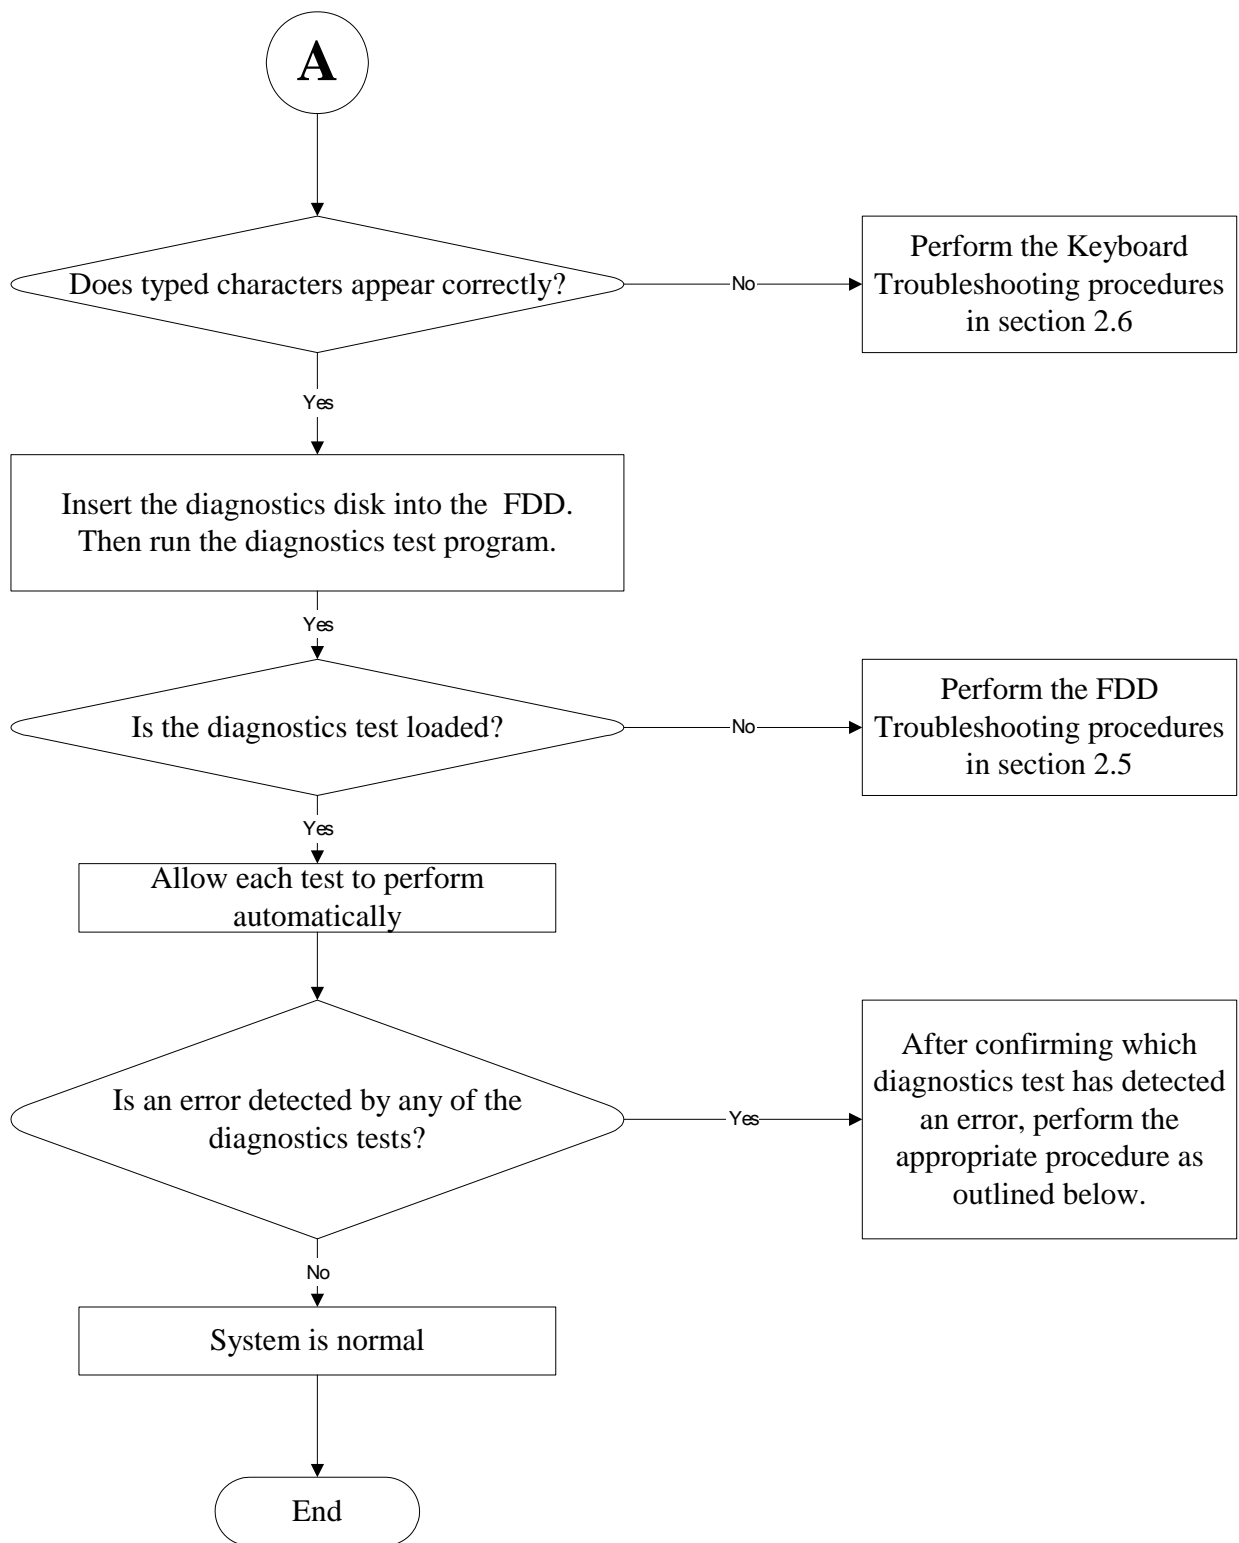 A
Does typed characters appear correctly?
No
Perform the Keyboard
Troubleshooting procedures
in section 2.6
Yes
Insert the diagnostics disk into the FDD.
Then run the diagnostics test program.
Yes
Is the diagnostics test loaded?
No
Perform the FDD
Troubleshooting procedures
in section 2.5
Yes
Allow each test to perform
automatically
Is an error detected by any of the
diagnostics tests?
Yes
After confirming which
diagnostics test has detected
an error, perform the
appropriate procedure as
outlined below.
No
System is normal
End